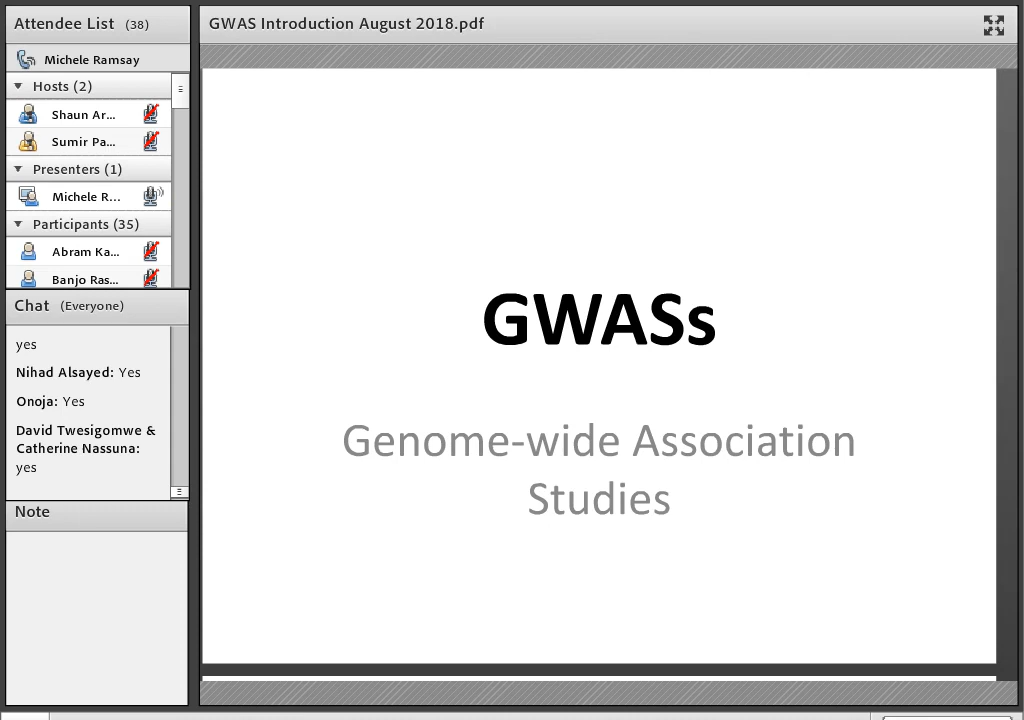 Attendee List (38)
Michele Ramsay
Hosts (2)
Shaun Ar...
Sumir Pa...
Presenters (1)
Michele R...
Participants (35)
Abram Ka...
Banjo Ras...
Chat (Everyone)
yes
Nihad Alsayed: Yes
Onoja: Yes
David Twesigomwe &
Catherine Nassuna:
yes
Note
GWAS Introduction August 2018.pdf
GWASs
Genome-wide Association
Studies